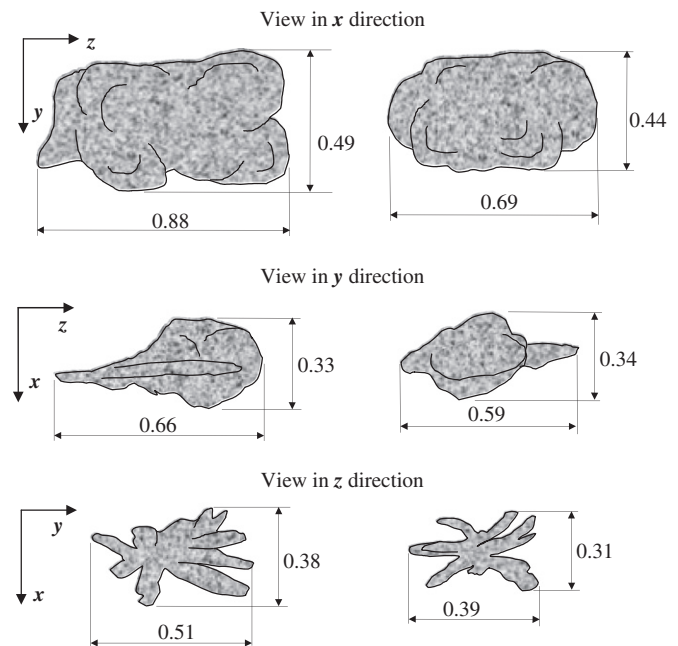 View in x direction
z
y
0.49
0.44
0.88
0.69
View in y direction
z
x
0.33
0.34
0.66
0.59
View in z direction
y
x
0.38
0.31
0.51
0.39